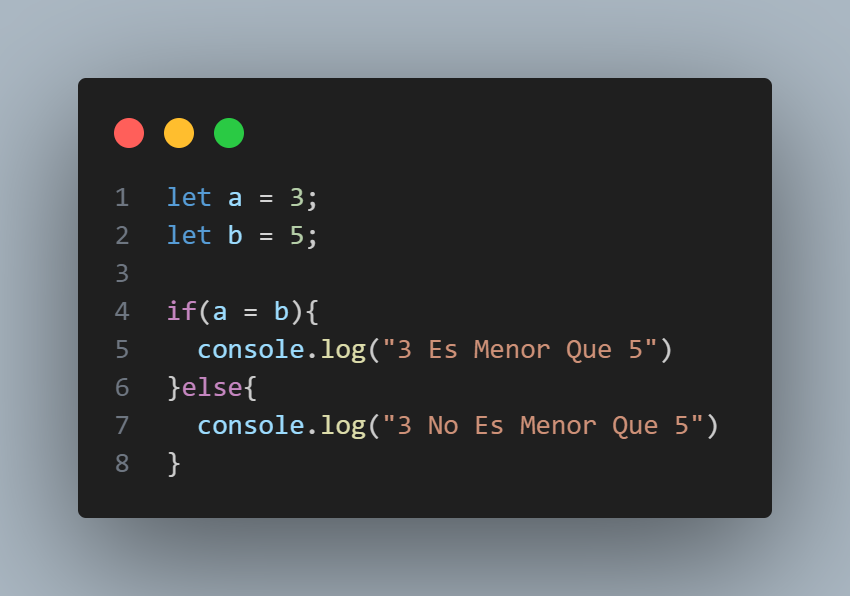 1 let a = 3;
2 let b = 5;
3
4 if(a = b){
5   console.log("3 Es Menor Que 5")
6 }else{
7   console.log("3 No Es Menor Que 5")
8 }